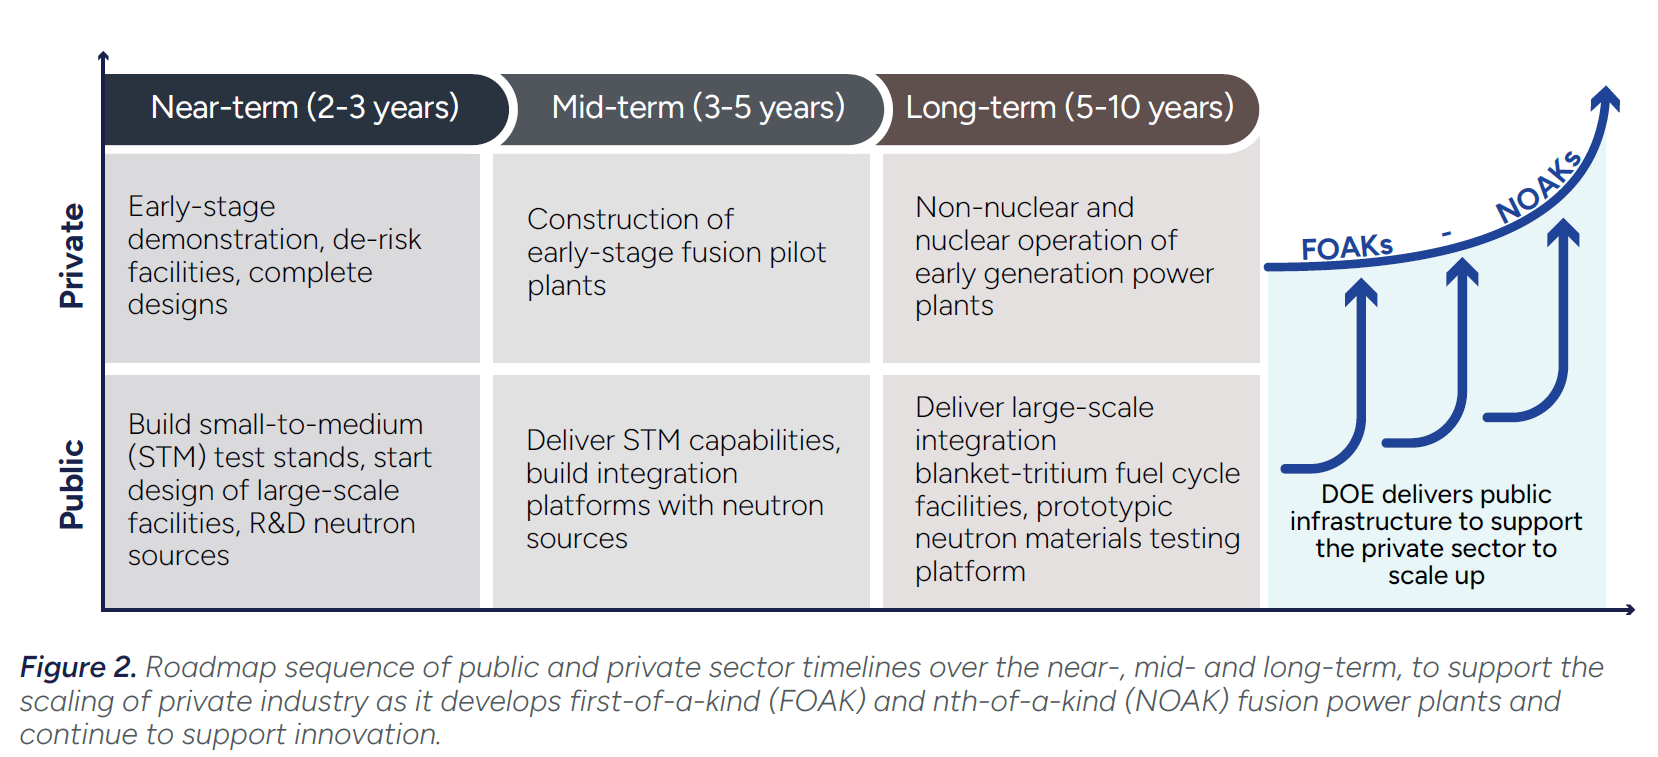 Near-term (2-3 years)
Mid-term (3-5 years)
Long-term (5-10 years)
Private
Early-stage
demonstration, de-risk
facilities, complete
designs
Construction of
early-stage fusion pilot
plants
Non-nuclear and
nuclear operation of
early generation power
plants
FOAKs - NOAKs
Public
Build small-to-medium
(STM) test stands, start
design of large-scale
facilities, R&D neutron
sources
Deliver STM capabilities,
build integration
platforms with neutron
sources
Deliver large-scale
integration
blanket-tritium fuel cycle
facilities, prototypic
neutron materials testing
platform
DOE delivers public
infrastructure to support
the private sector to
scale up
Figure 2. Roadmap sequence of public and private sector timelines over the near-, mid- and long-term, to support the
scaling of private industry as it develops first-of-a-kind (FOAK) and nth-of-a-kind (NOAK) fusion power plants and
continue to support innovation.